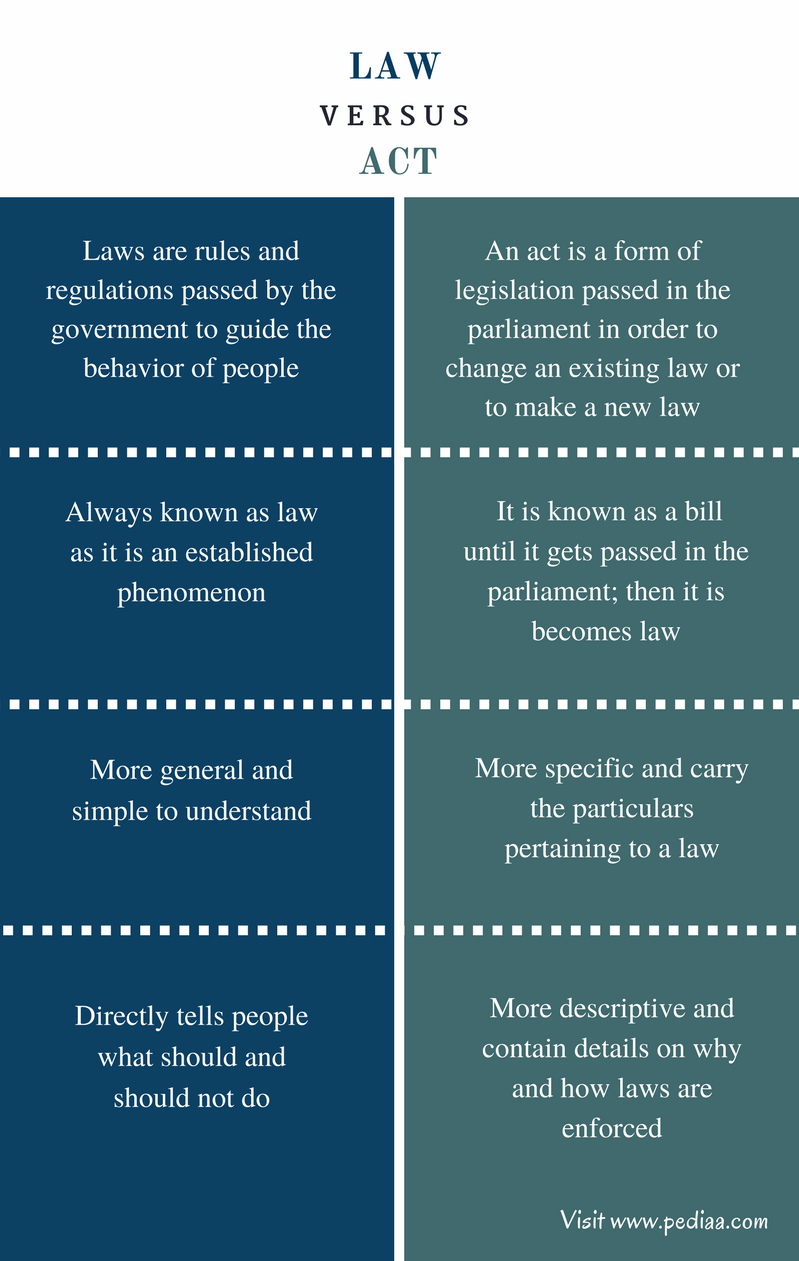 LAW
VERSUS
ACT
Laws are rules and
regulations passed by the
government to guide the
behavior of people
An act is a form of
legislation passed in the
parliament in order to
change an existing law or
to make a new law
Always known as law
as it is an established
phenomenon
It is known as a bill
until it gets passed in the
parliament; then it is
becomes law
More general and
simple to understand
More specific and carry
the particulars
pertaining to a law
Directly tells people
what should and
should not do
More descriptive and
contain details on why
and how laws are
enforced
Visit www.pediaa.com